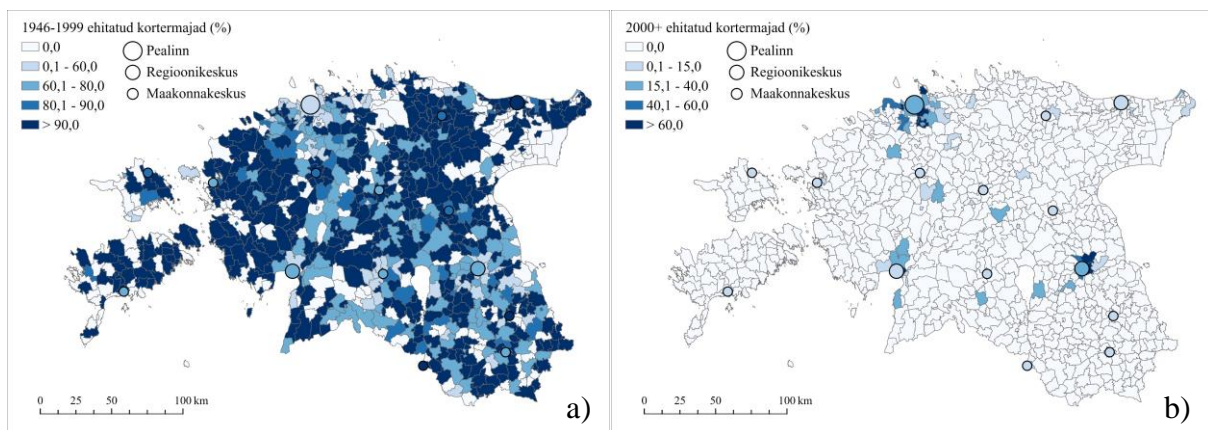 1946-1999 ehitatud kortermajad (%)
0,0
0,1 - 60,0
60,1 - 80,0
80,1 - 90,0
> 90,0
Pealinn
Regioonikeskus
Maakonnakeskus
0 25 50 100 km
a)
2000+ ehitatud kortermajad (%)
0,0
0,1 - 15,0
15,1 - 40,0
40,1 - 60,0
> 60,0
Pealinn
Regioonikeskus
Maakonnakeskus
0 25 50 100 km
b)